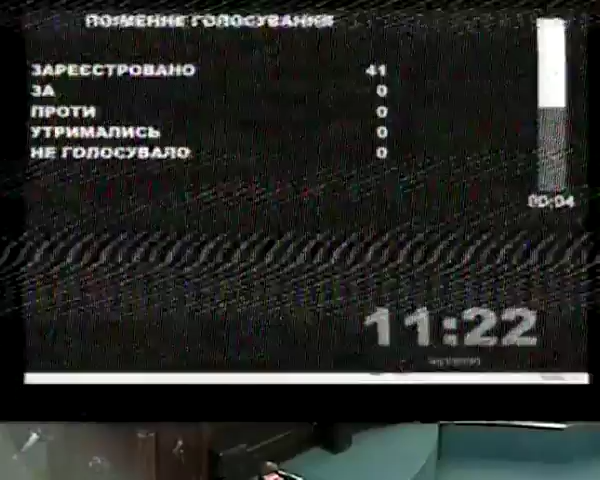 ПОІМЕННЕ ГОЛОСУВАННЯ
ЗАРЕЄСТРОВАНО 41
ЗА 0
ПРОТИ 0
УТРИМАЛИСЬ 0
НЕ ГОЛОСУВАЛО 0
00:04
11:22